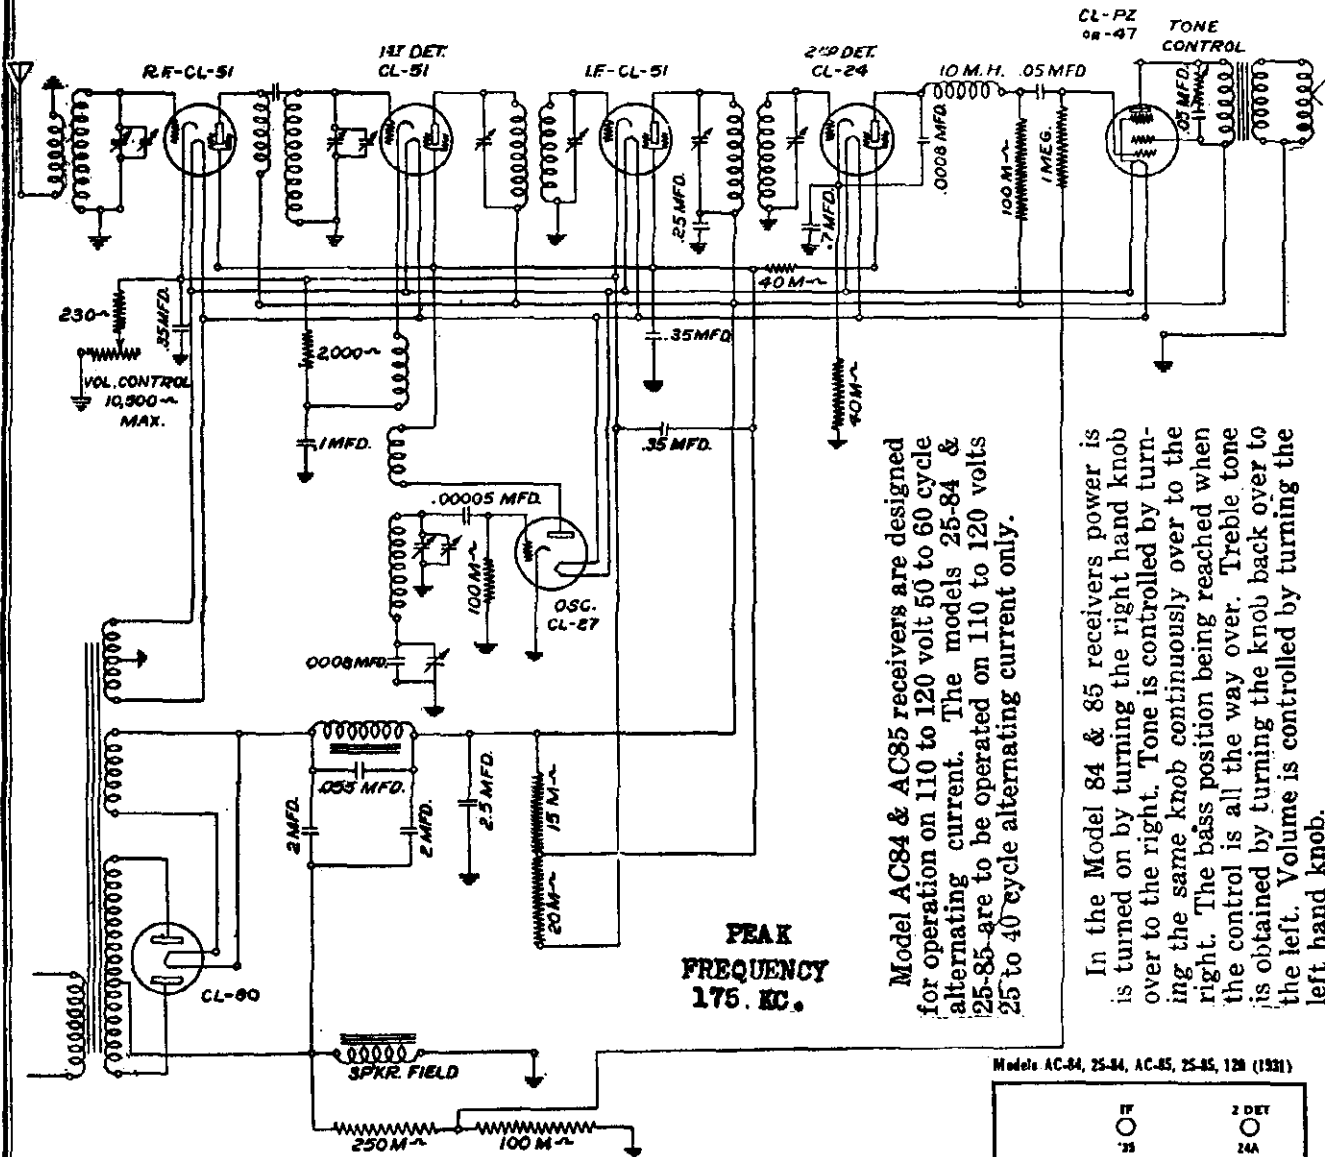 CL-PZ
OR-47
TONE
CONTROL
1ST DET.
CL-51
2ND DET.
CL-24
R.F-CL-51
I.F-CL-51
10 M.H.
.05 MFD
.05 MFD.
.0008 MFD.
100 M~
1 MEG.
.25 MFD.
.7 MFD.
40 M~
230~
.35 MFD.
VOL. CONTROL
10,500~
MAX.
2,000~
.1 MFD.
.35 MFD.
.35 MFD.
40 M~
.00005 MFD.
100 M~
OSC.
CL-27
.0008 MFD.
.055 MFD.
2 MFD.
2 MFD.
2.5 MFD.
15 M~
20 M~
CL-80
SPKR. FIELD
250 M~
100 M~
PEAK
FREQUENCY
175. KC.
Model AC84 & AC85 receivers are designed
for operation on 110 to 120 volt 50 to 60 cycle
alternating current. The models 25-84 &
25-85 are to be operated on 110 to 120 volts
25 to 40 cycle alternating current only.
In the Model 84 & 85 receivers power is
is turned on by turning the right hand knob
over to the right. Tone is controlled by turn-
ing the same knob continuously over to the
right. The bass position being reached when
the control is all the way over. Treble tone
is obtained by turning the knob back over to
the left. Volume is controlled by turning the
left hand knob.
Models AC-84, 25-84, AC-85, 25-85, 120 (1931)
IF
'35
2 DET
24A